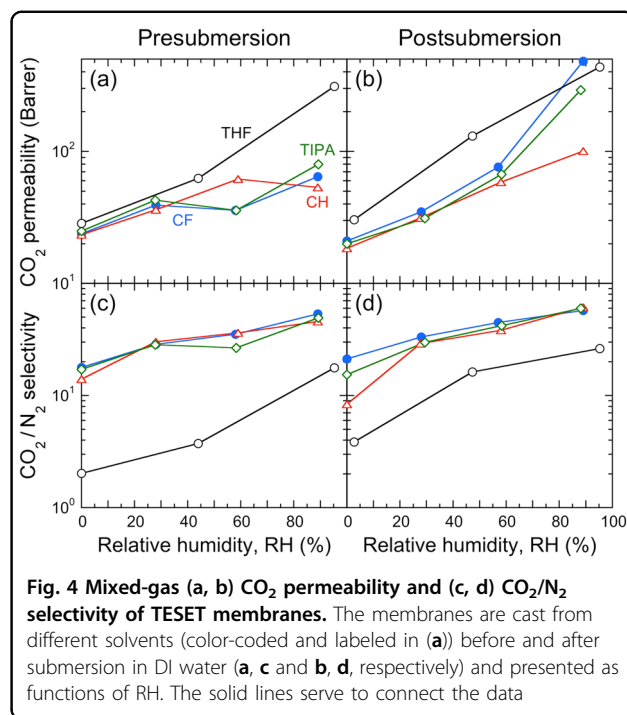 Presubmersion
Postsubmersion
(a)
(b)
CO₂ permeability (Barrer)
10²
10¹
THF
TIPA
CH
CF
(c)
(d)
CO₂ / N₂ selectivity
10²
10¹
10⁰
0 20 40 60 80
0 20 40 60 80 100
Relative humidity, RH (%)
Relative humidity, RH (%)
Fig. 4 Mixed-gas (a, b) CO₂ permeability and (c, d) CO₂/N₂
selectivity of TESET membranes. The membranes are cast from
different solvents (color-coded and labeled in (a)) before and after
submersion in DI water (a, c and b, d, respectively) and presented as
functions of RH. The solid lines serve to connect the data